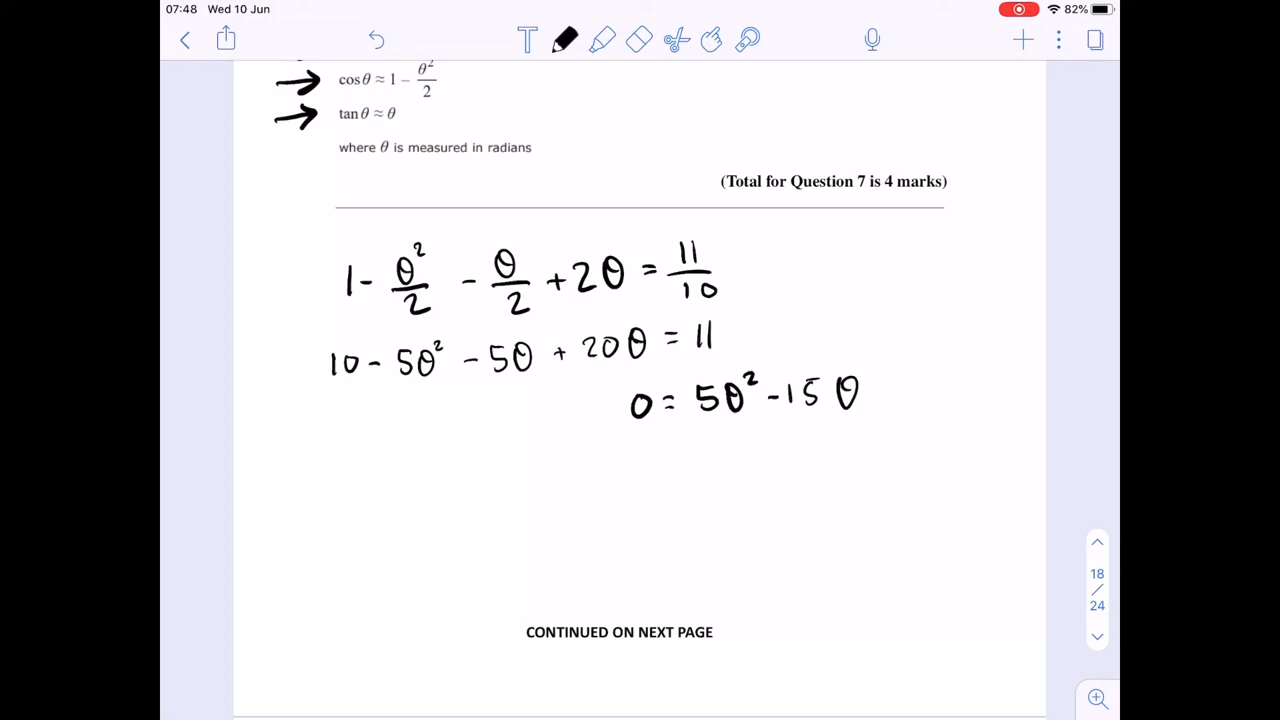 07:48 Wed 10 Jun 82%
T
cos θ ≈ 1 − θ²/2
tan θ ≈ θ
where θ is measured in radians
(Total for Question 7 is 4 marks)
1 - θ²/2 - θ/2 + 2θ = 11/10
10 - 5θ² - 5θ + 20θ = 11
0 = 5θ² - 15θ
18
/
24
CONTINUED ON NEXT PAGE